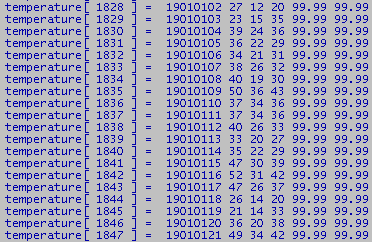 temperature[ 1828 ] = 19010102 27 12 20 99.99 99.99
temperature[ 1829 ] = 19010103 23 15 35 99.99 99.99
temperature[ 1830 ] = 19010104 39 24 36 99.99 99.99
temperature[ 1831 ] = 19010105 36 22 29 99.99 99.99
temperature[ 1832 ] = 19010106 34 21 31 99.99 99.99
temperature[ 1833 ] = 19010107 38 26 32 99.99 99.99
temperature[ 1834 ] = 19010108 40 19 30 99.99 99.99
temperature[ 1835 ] = 19010109 50 36 43 99.99 99.99
temperature[ 1836 ] = 19010110 37 34 36 99.99 99.99
temperature[ 1837 ] = 19010111 37 34 36 99.99 99.99
temperature[ 1838 ] = 19010112 40 26 33 99.99 99.99
temperature[ 1839 ] = 19010113 33 20 27 99.99 99.99
temperature[ 1840 ] = 19010114 35 22 29 99.99 99.99
temperature[ 1841 ] = 19010115 47 30 39 99.99 99.99
temperature[ 1842 ] = 19010116 52 31 42 99.99 99.99
temperature[ 1843 ] = 19010117 47 26 37 99.99 99.99
temperature[ 1844 ] = 19010118 26 14 20 99.99 99.99
temperature[ 1845 ] = 19010119 21 14 33 99.99 99.99
temperature[ 1846 ] = 19010120 36 20 38 99.99 99.99
temperature[ 1847 ] = 19010121 49 34 42 99.99 99.99